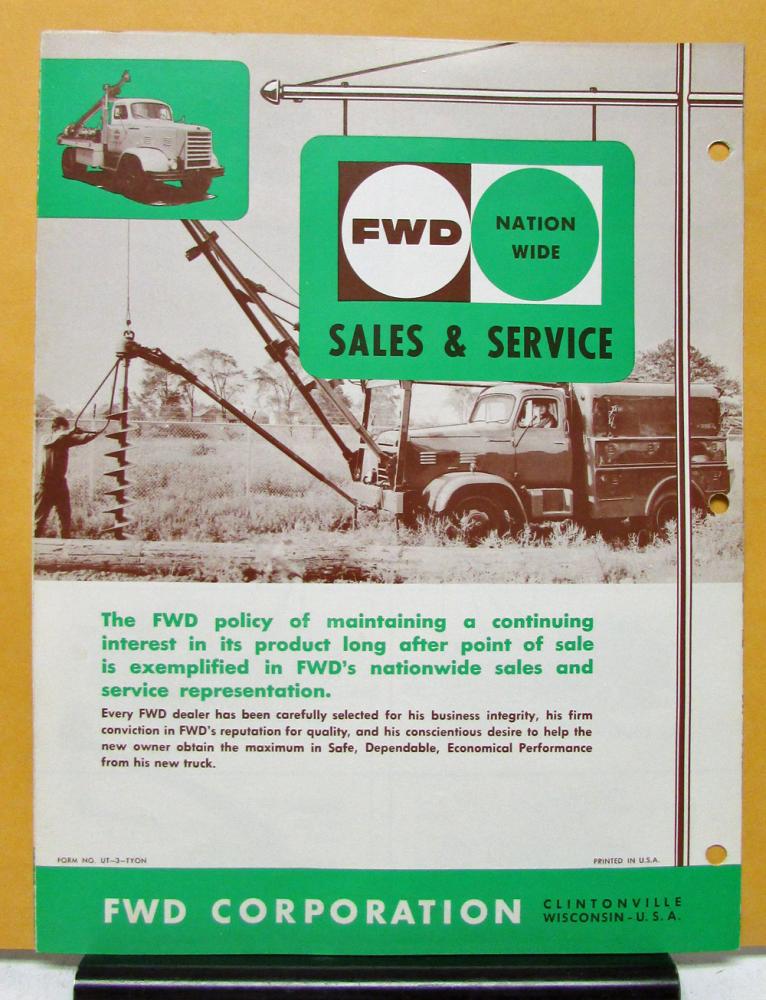 FWD
NATION
WIDE
SALES & SERVICE
The FWD policy of maintaining a continuing
interest in its product long after point of sale
is exemplified in FWD's nationwide sales and
service representation.
Every FWD dealer has been carefully selected for his business integrity, his firm
conviction in FWD's reputation for quality, and his conscientious desire to help the
new owner obtain the maximum in Safe, Dependable, Economical Performance
from his new truck.
FORM NO. UT-3-TYON
PRINTED IN U.S.A.
FWD CORPORATION
CLINTONVILLE
WISCONSIN - U.S.A.